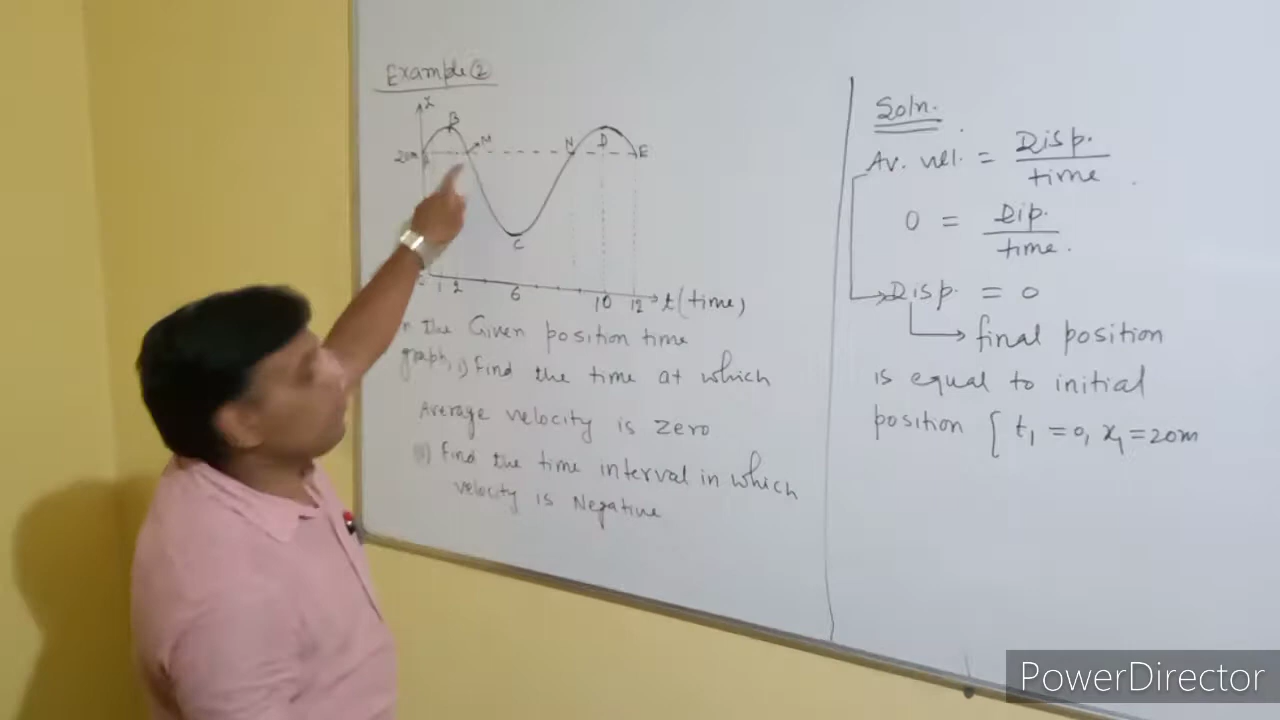 Example ②
x
B
M
N
D
E
20m
C
1 2 6 10 12 t (time)
n the Given position time
graph, i) Find the time at which
Average velocity is zero
ii) Find the time interval in which
velocity is Negative
Soln.
Av. vel. = Disp. / time
0 = Dip. / time.
Disp. = 0
final position
is equal to initial
position { t₁ = 0, x₁ = 20m
PowerDirector